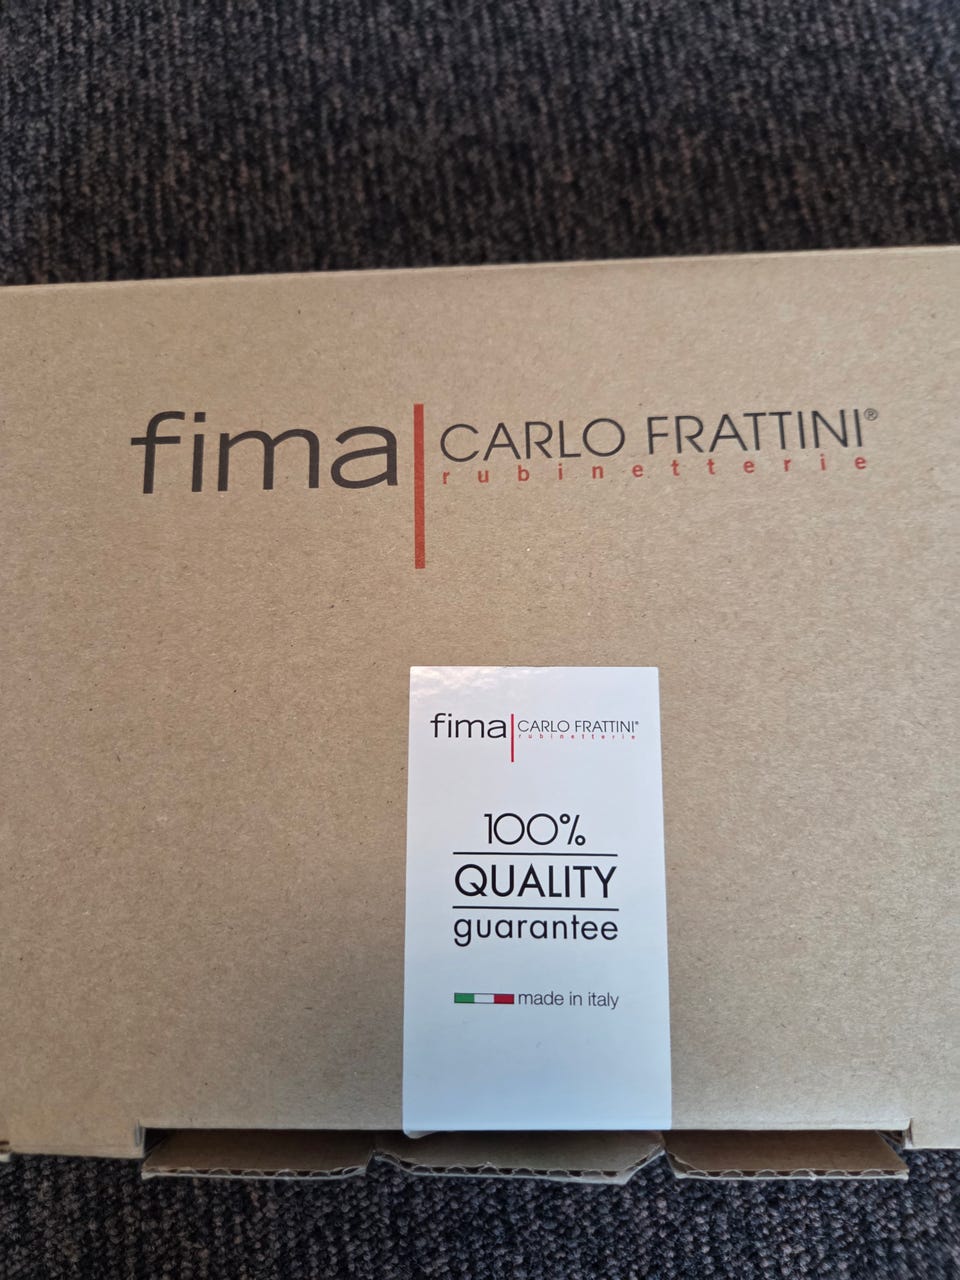 fima CARLO FRATTINI®
rubinetterie
fima CARLO FRATTINI®
rubinetterie
100%
QUALITY
guarantee
made in italy